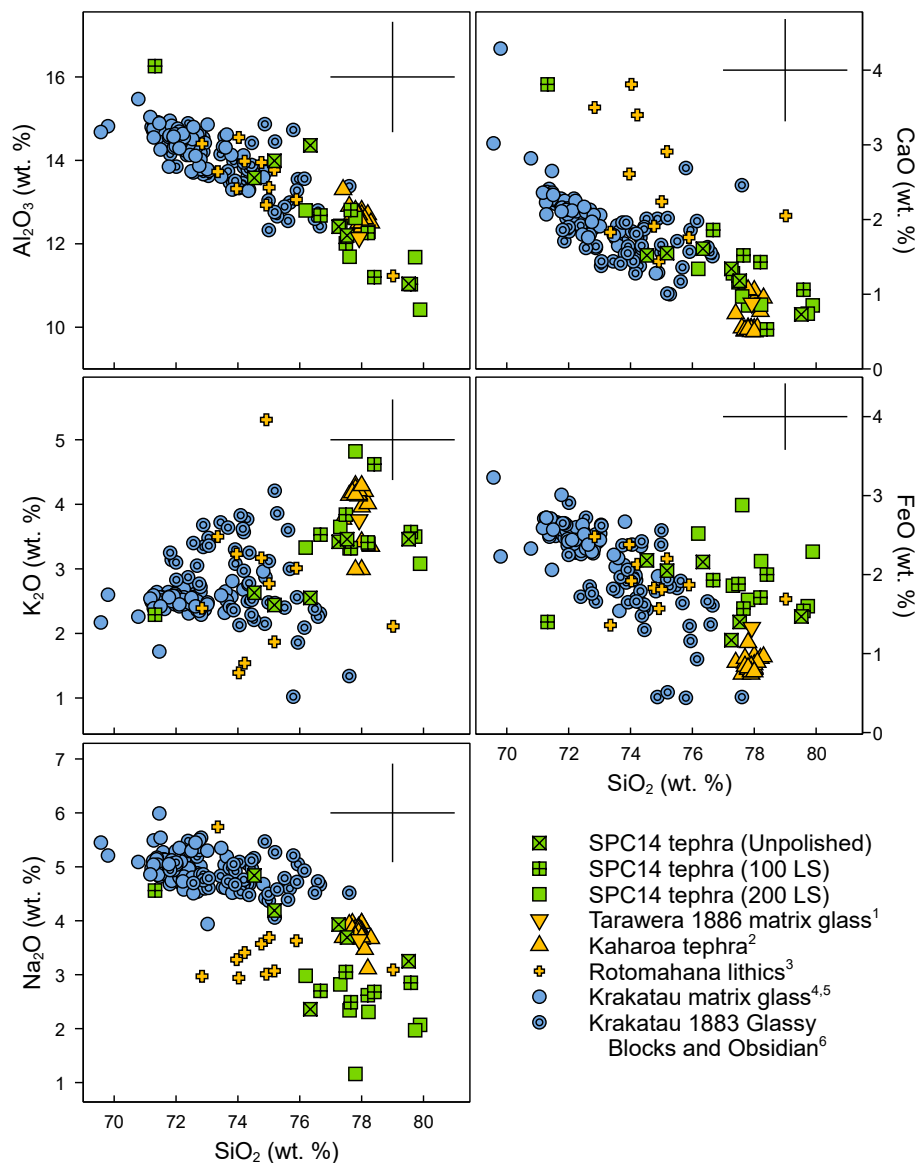 16
14
12
10
Al₂O₃ (wt. %)
4
3
2
1
0
CaO (wt. %)
5
4
3
2
1
K₂O (wt. %)
4
3
2
1
0
FeO (wt. %)
70 72 74 76 78 80
SiO₂ (wt. %)
7
6
5
4
3
2
1
Na₂O (wt. %)
70 72 74 76 78 80
SiO₂ (wt. %)
SPC14 tephra (Unpolished)
SPC14 tephra (100 LS)
SPC14 tephra (200 LS)
Tarawera 1886 matrix glass¹
Kaharoa tephra²
Rotomahana lithics³
Krakatau matrix glass⁴,⁵
Krakatau 1883 Glassy
Blocks and Obsidian⁶